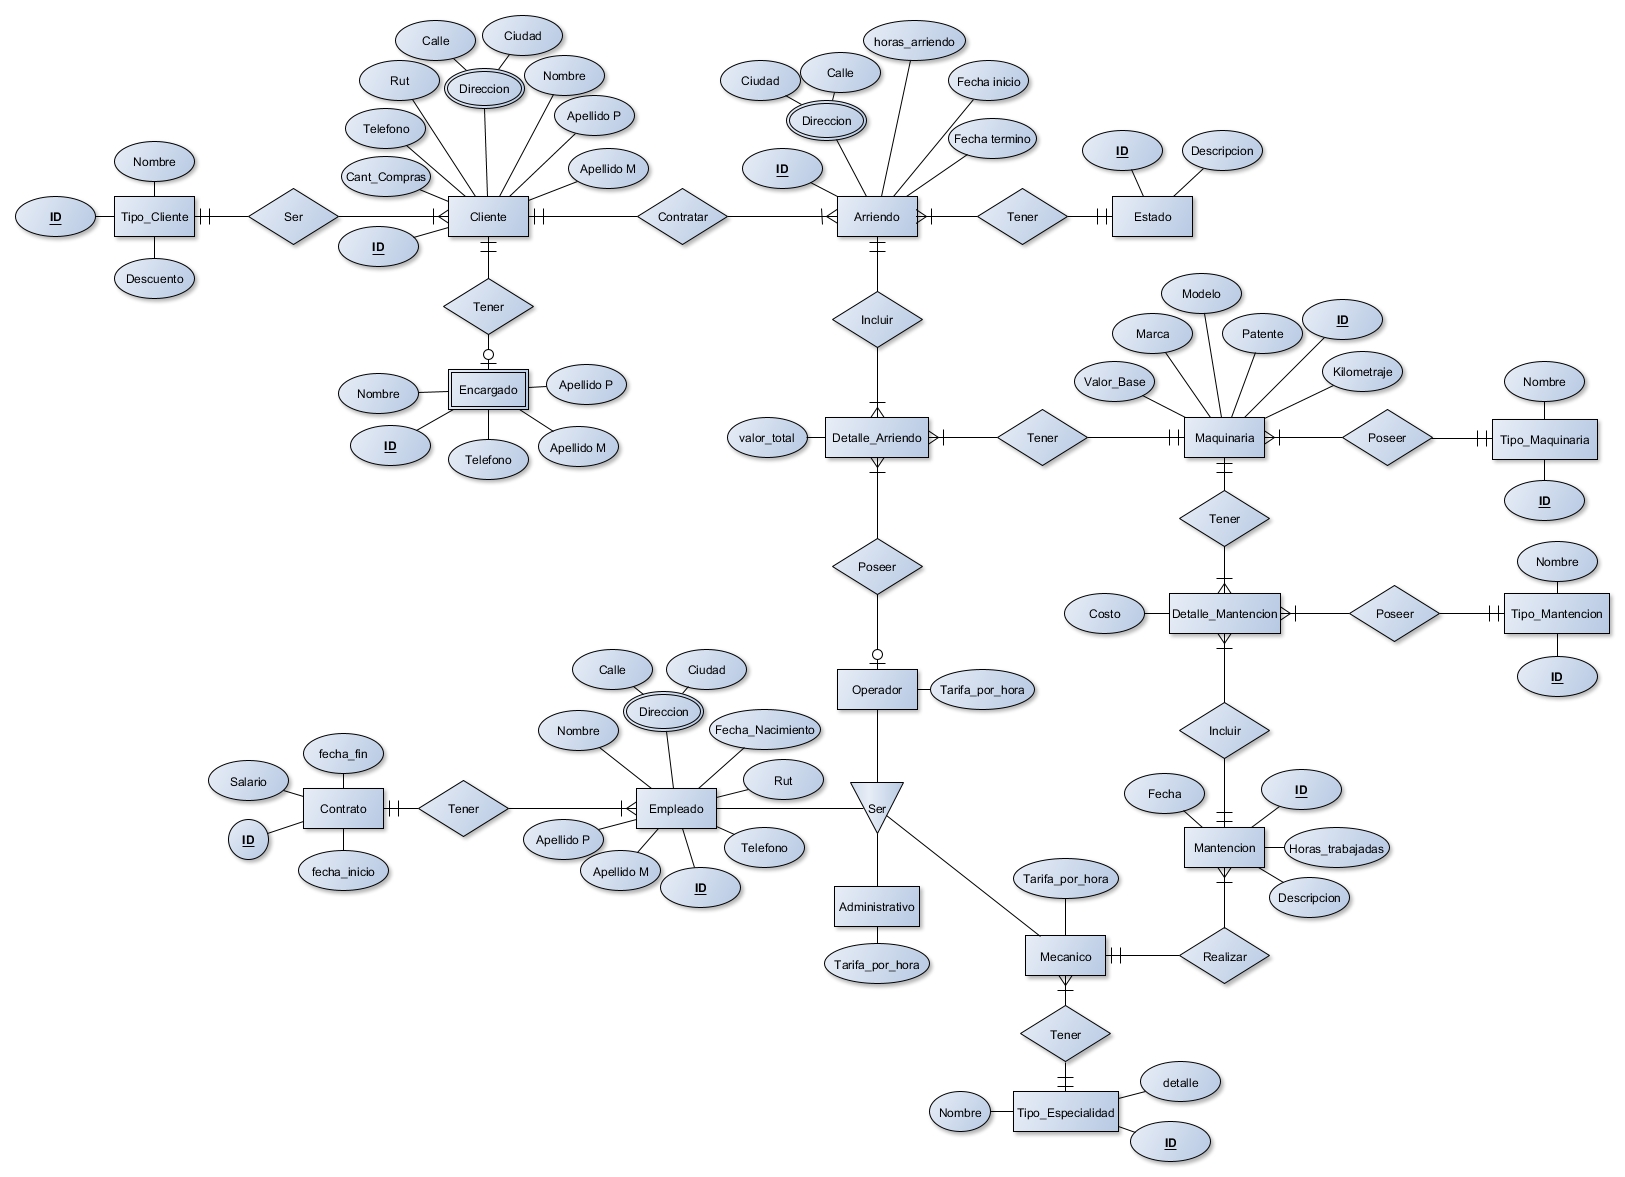 Calle
Ciudad
Rut
Direccion
Nombre
Telefono
Apellido P
Cant_Compras
Apellido M
Nombre
ID
Tipo_Cliente
Descuento
Ser
Cliente
ID
Contratar
horas_arriendo
Ciudad
Calle
Fecha inicio
Direccion
Fecha termino
ID
Arriendo
Tener
ID
Descripcion
Estado
Tener
Encargado
Nombre
Apellido P
ID
Telefono
Apellido M
Incluir
Modelo
Marca
Patente
ID
Valor_Base
Kilometraje
valor_total
Detalle_Arriendo
Tener
Maquinaria
Poseer
Nombre
Tipo_Maquinaria
ID
Tener
Poseer
Costo
Detalle_Mantencion
Poseer
Nombre
Tipo_Mantencion
ID
Operador
Tarifa_por_hora
Calle
Ciudad
Direccion
Nombre
Fecha_Nacimiento
Rut
fecha_fin
Salario
Contrato
ID
fecha_inicio
Tener
Empleado
Apellido P
Apellido M
ID
Telefono
Ser
Administrativo
Tarifa_por_hora
Incluir
Fecha
ID
Mantencion
Horas_trabajadas
Descripcion
Tarifa_por_hora
Mecanico
Realizar
Tener
Nombre
Tipo_Especialidad
detalle
ID